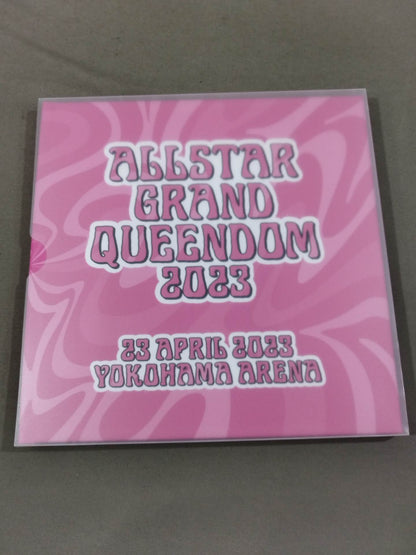 ALLSTAR
GRAND
QUEENDOM
2023
23 APRIL 2023
YOKOHAMA ARENA